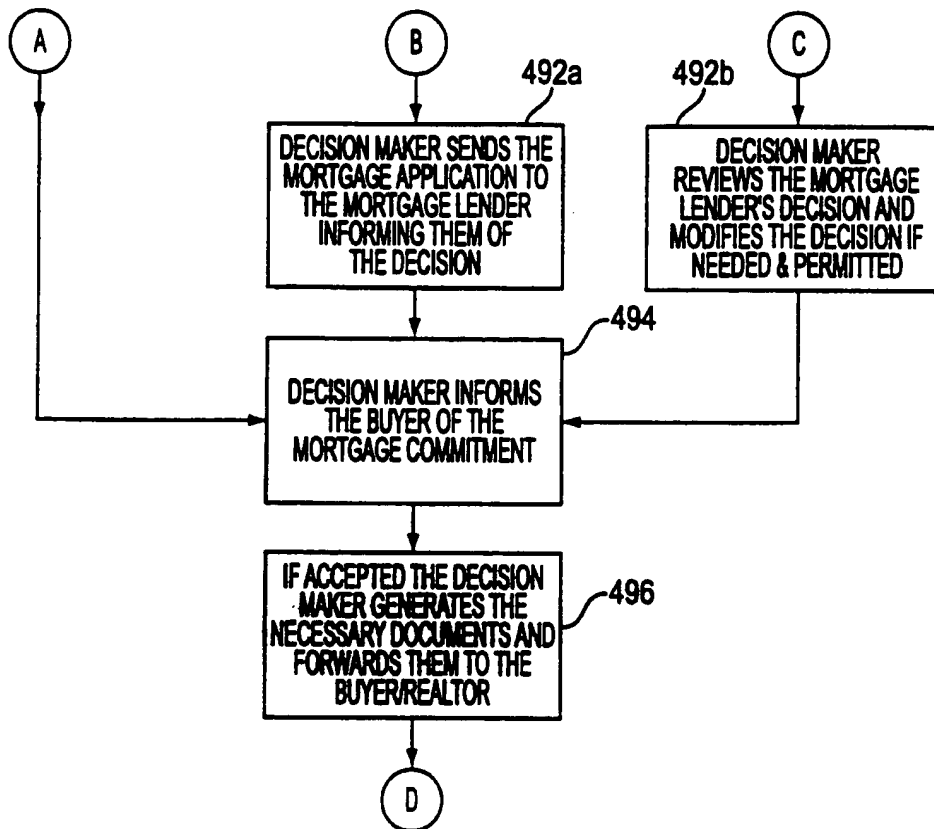 A
B
C
492a
492b
DECISION MAKER SENDS THE
MORTGAGE APPLICATION TO
THE MORTGAGE LENDER
INFORMING THEM OF
THE DECISION
DECISION MAKER
REVIEWS THE MORTGAGE
LENDER'S DECISION AND
MODIFIES THE DECISION IF
NEEDED & PERMITTED
494
DECISION MAKER INFORMS
THE BUYER OF THE
MORTGAGE COMMITMENT
IF ACCEPTED THE DECISION
MAKER GENERATES THE
NECESSARY DOCUMENTS AND
FORWARDS THEM TO THE
BUYER/REALTOR
496
D